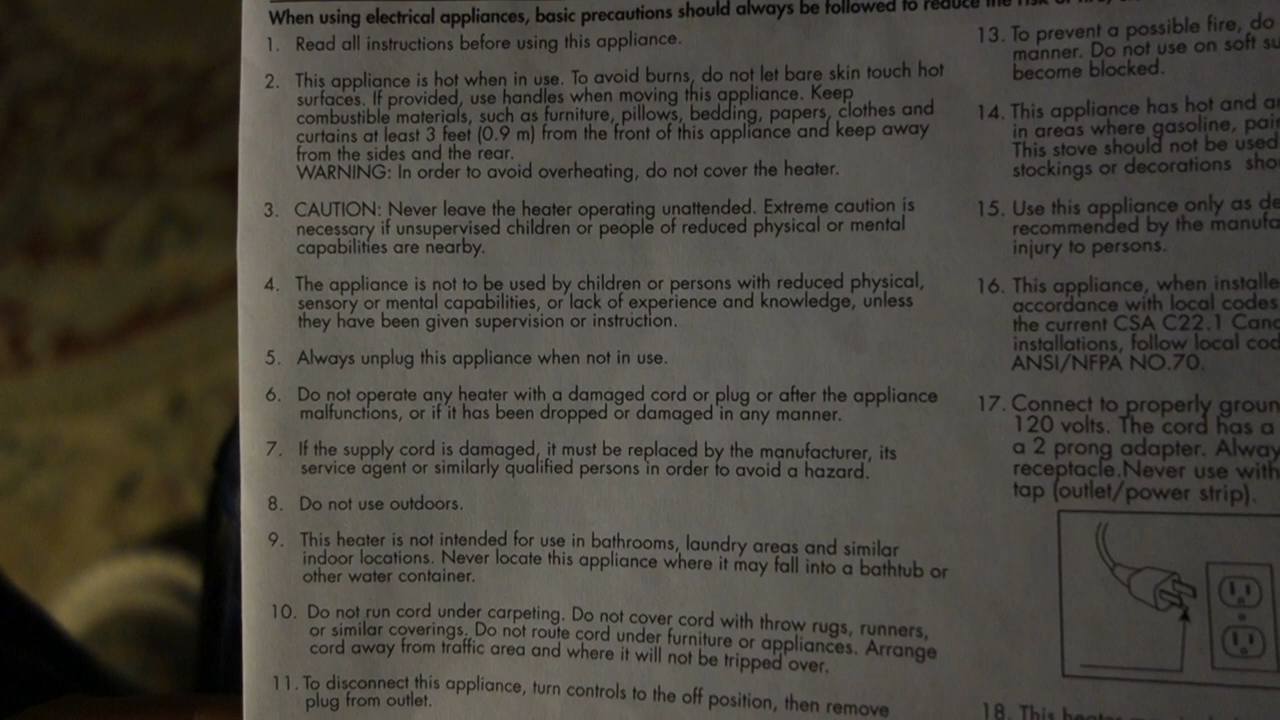 When using electrical appliances, basic precautions should always be followed to reduce the risk of
1. Read all instructions before using this appliance.
2. This appliance is hot when in use. To avoid burns, do not let bare skin touch hot
surfaces. If provided, use handles when moving this appliance. Keep
combustible materials, such as furniture, pillows, bedding, papers, clothes and
curtains at least 3 feet (0.9 m) from the front of this appliance and keep away
from the sides and the rear.
WARNING: In order to avoid overheating, do not cover the heater.
3. CAUTION: Never leave the heater operating unattended. Extreme caution is
necessary if unsupervised children or people of reduced physical or mental
capabilities are nearby.
4. The appliance is not to be used by children or persons with reduced physical,
sensory or mental capabilities, or lack of experience and knowledge, unless
they have been given supervision or instruction.
5. Always unplug this appliance when not in use.
6. Do not operate any heater with a damaged cord or plug or after the appliance
malfunctions, or if it has been dropped or damaged in any manner.
7. If the supply cord is damaged, it must be replaced by the manufacturer, its
service agent or similarly qualified persons in order to avoid a hazard.
8. Do not use outdoors.
9. This heater is not intended for use in bathrooms, laundry areas and similar
indoor locations. Never locate this appliance where it may fall into a bathtub or
other water container.
10. Do not run cord under carpeting. Do not cover cord with throw rugs, runners,
or similar coverings. Do not route cord under furniture or appliances. Arrange
cord away from traffic area and where it will not be tripped over.
11. To disconnect this appliance, turn controls to the off position, then remove
plug from outlet.
13. To prevent a possible fire, do
manner. Do not use on soft su
become blocked.
14. This appliance has hot and ar
in areas where gasoline, pain
This stove should not be used
stockings or decorations sho
15. Use this appliance only as de
recommended by the manufa
injury to persons.
16. This appliance, when installe
accordance with local codes
the current CSA C22.1 Cana
installations, follow local cod
ANSI/NFPA NO.70.
17. Connect to properly groun
120 volts. The cord has a
a 2 prong adapter. Alway
receptacle.Never use with
tap (outlet/power strip).
18. This heate